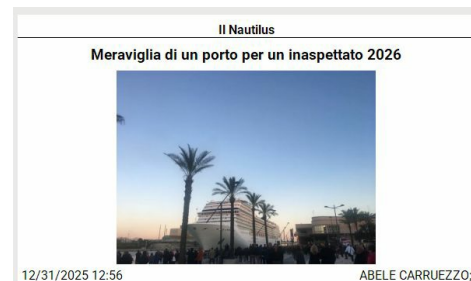 Il Nautilus
Meraviglia di un porto per un inaspettato 2026
12/31/2025 12:56 ABELE CARRUEZZO;